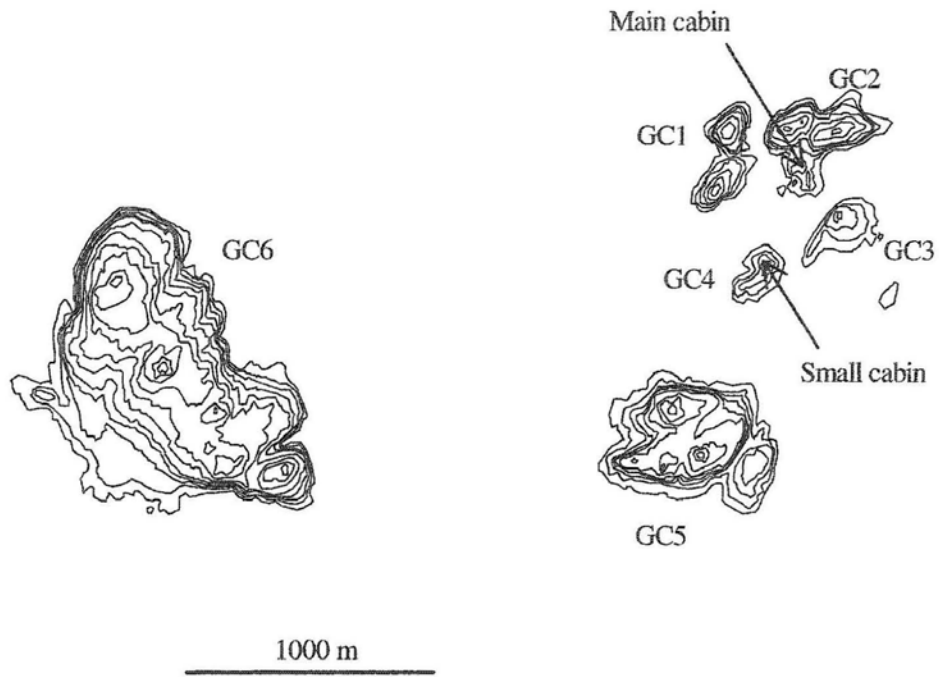 Main cabin
GC2
GC1
GC6
GC3
GC4
Small cabin
GC5
1000 m